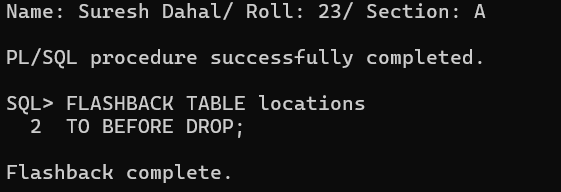 Name: Suresh Dahal/ Roll: 23/ Section: A
PL/SQL procedure successfully completed.
SQL> FLASHBACK TABLE locations
2 TO BEFORE DROP;
Flashback complete.